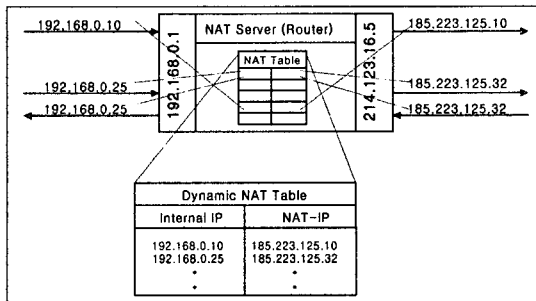 192.168.0.10
192.168.0.25
192.168.0.25
192.168.0.1
NAT Server (Router)
NAT Table
214.123.16.5
185.223.125.10
185.223.125.32
185.223.125.32
Dynamic NAT Table
Internal IP NAT-IP
192.168.0.10 185.223.125.10
192.168.0.25 185.223.125.32